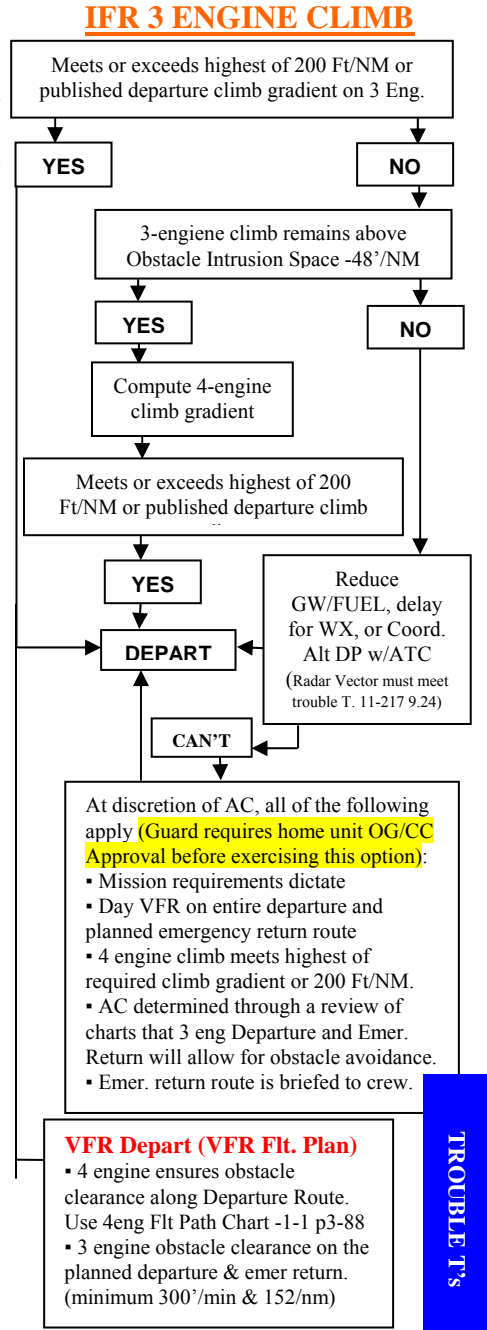 IFR 3 ENGINE CLIMB
Meets or exceeds highest of 200 Ft/NM or
published departure climb gradient on 3 Eng.
YES
NO
3-engiene climb remains above
Obstacle Intrusion Space -48’/NM
YES
NO
Compute 4-engine
climb gradient
Meets or exceeds highest of 200
Ft/NM or published departure climb
YES
Reduce
GW/FUEL, delay
for WX, or Coord.
Alt DP w/ATC
(Radar Vector must meet
trouble T. 11-217 9.24)
DEPART
CAN’T
At discretion of AC, all of the following
apply (Guard requires home unit OG/CC
Approval before exercising this option):
▪ Mission requirements dictate
▪ Day VFR on entire departure and
planned emergency return route
▪ 4 engine climb meets highest of
required climb gradient or 200 Ft/NM.
▪ AC determined through a review of
charts that 3 eng Departure and Emer.
Return will allow for obstacle avoidance.
▪ Emer. return route is briefed to crew.
VFR Depart (VFR Flt. Plan)
▪ 4 engine ensures obstacle
clearance along Departure Route.
Use 4eng Flt Path Chart -1-1 p3-88
▪ 3 engine obstacle clearance on the
planned departure & emer return.
(minimum 300’/min & 152/nm)
TROUBLE T’s